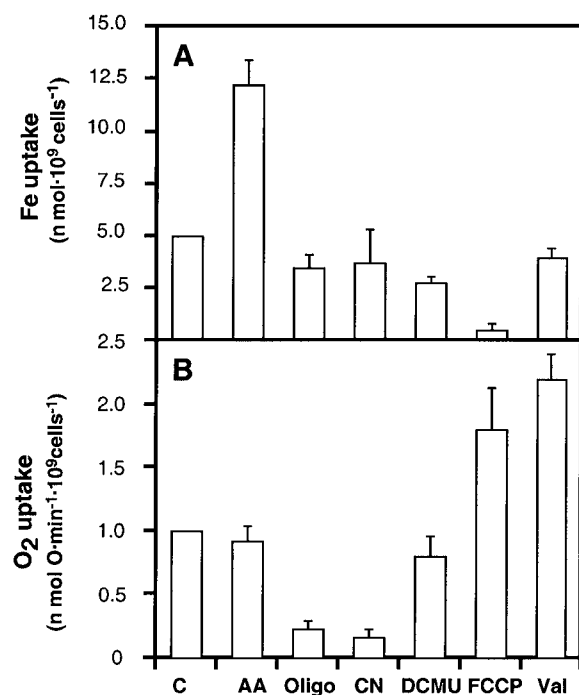 15.0
A
12.5
10.0
7.5
5.0
2.5
Fe uptake
(n mol·10⁹ cells⁻¹)
2.5
B
2.0
1.5
1.0
0.5
0
O₂ uptake
(n mol O·min⁻¹·10⁹cells⁻¹)
C AA Oligo CN DCMU FCCP Val